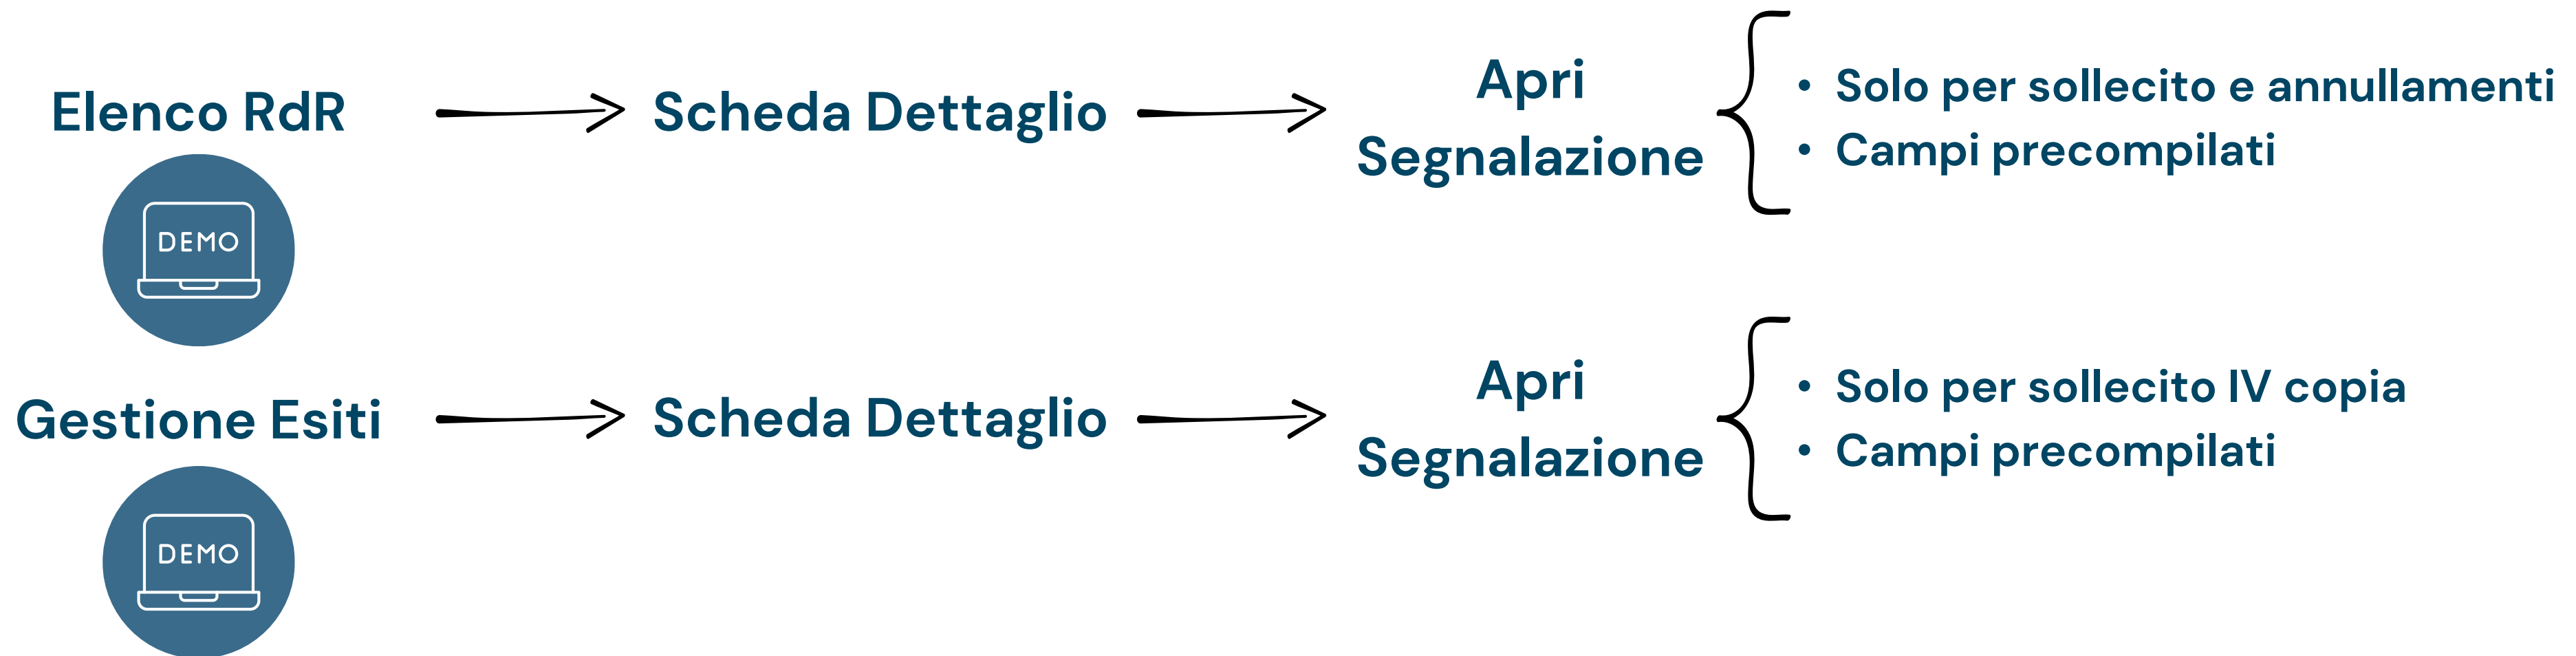 Elenco RdR
Scheda Dettaglio
Apri
Segnalazione
• Solo per sollecito e annullamenti
• Campi precompilati
DEMO
Gestione Esiti
Scheda Dettaglio
Apri
Segnalazione
• Solo per sollecito IV copia
• Campi precompilati
DEMO